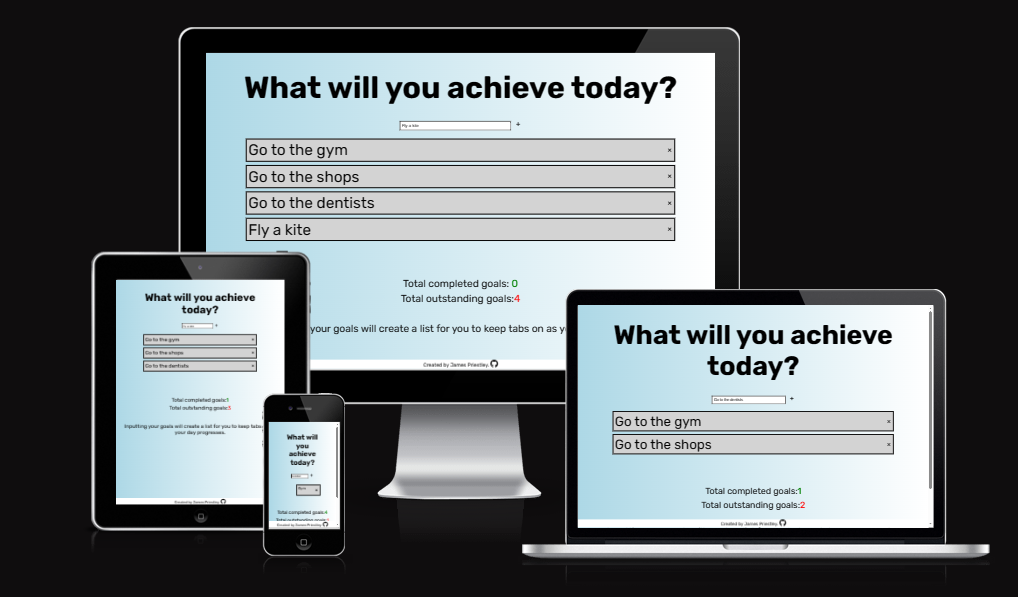 What will you achieve today?
Fly a kite +
Go to the gym ×
Go to the shops ×
Go to the dentists ×
Fly a kite ×
Total completed goals: 0
Total outstanding goals:4
your goals will create a list for you to keep tabs on as y
Created by James Priestley.
What will you achieve
today?
+
Go to the gym ×
Go to the shops ×
Go to the dentists ×
Total completed goals:1
Total outstanding goals:3
Inputting your goals will create a list for you to keep tabs
your day progresses.
Created by James Priestley.
What will
you
achieve
today?
+
×
Total completed goals:4
Total outstanding goals:
Created by James Priestley.
What will you achieve
today?
Go to the dentists +
Go to the gym ×
Go to the shops ×
Total completed goals:1
Total outstanding goals:2
Created by James Priestley.